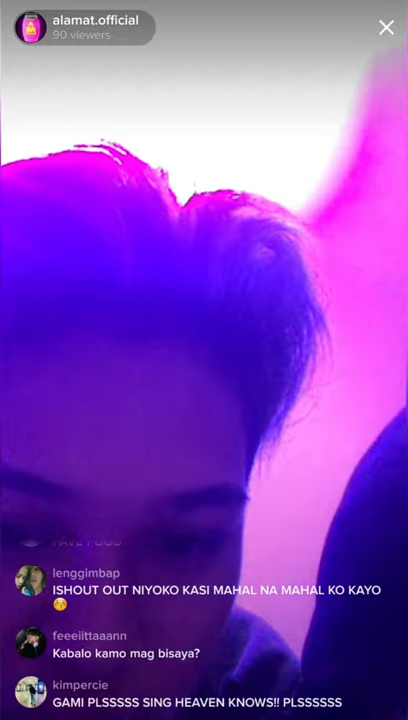 alamat.official
90 viewers
lenggimbap
ISHOUT OUT NIYOKO KASI MAHAL NA MAHAL KO KAYO
feeeiittaaann
Kabalo kamo mag bisaya?
kimpercie
GAMI PLSSSSS SING HEAVEN KNOWS!! PLSSSSSS